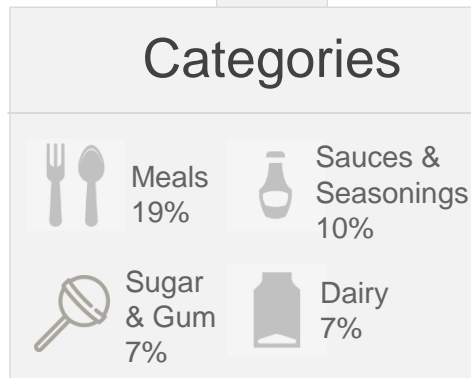 Categories
Meals
19%
Sauces &
Seasonings
10%
Sugar
& Gum
7%
Dairy
7%